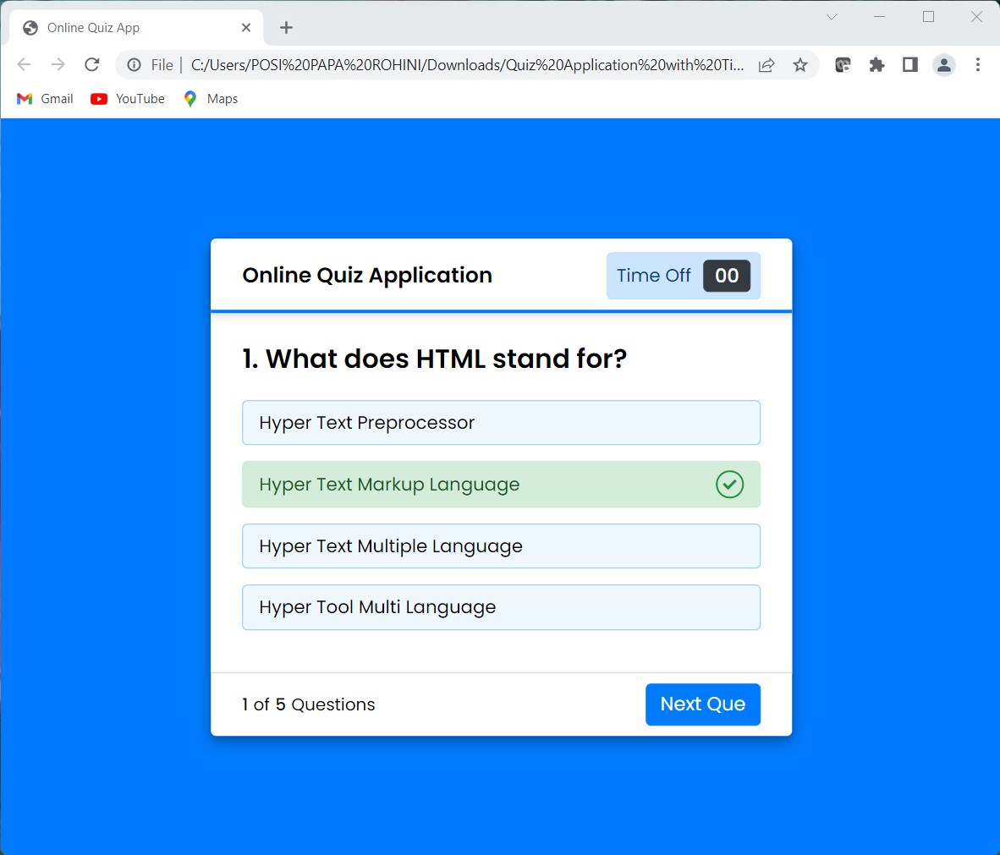 Online Quiz App
File | C:/Users/POSI%20PAPA%20ROHINI/Downloads/Quiz%20Application%20with%20Ti...
Gmail YouTube Maps
Online Quiz Application Time Off 00
1. What does HTML stand for?
Hyper Text Preprocessor
Hyper Text Markup Language
Hyper Text Multiple Language
Hyper Tool Multi Language
1 of 5 Questions Next Que